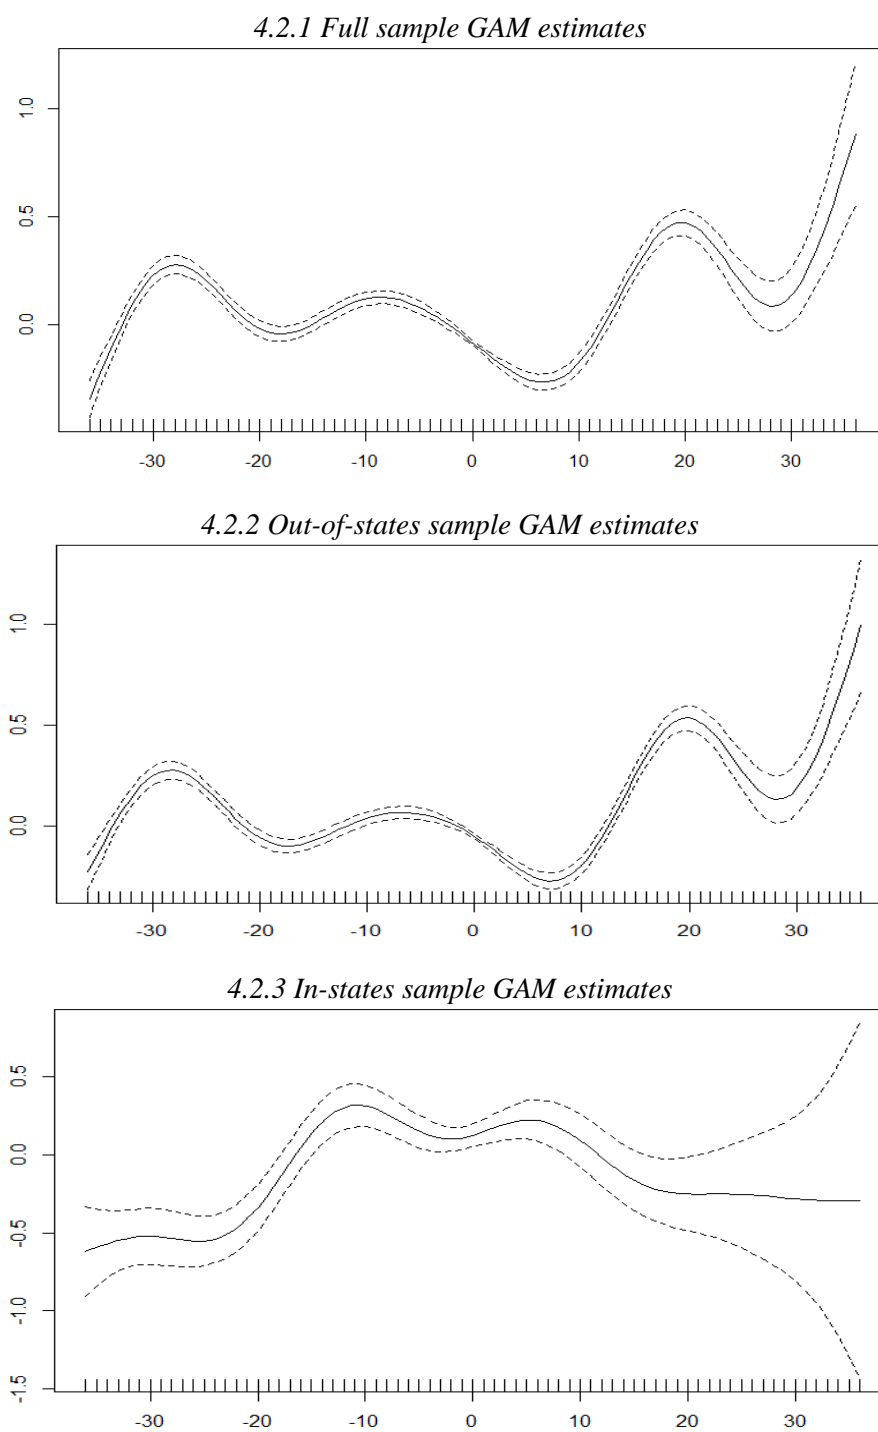 4.2.1 Full sample GAM estimates
1.0
0.5
0.0
-30 -20 -10 0 10 20 30
4.2.2 Out-of-states sample GAM estimates
1.0
0.5
0.0
-30 -20 -10 0 10 20 30
4.2.3 In-states sample GAM estimates
0.5
0.0
-0.5
-1.0
-1.5
-30 -20 -10 0 10 20 30